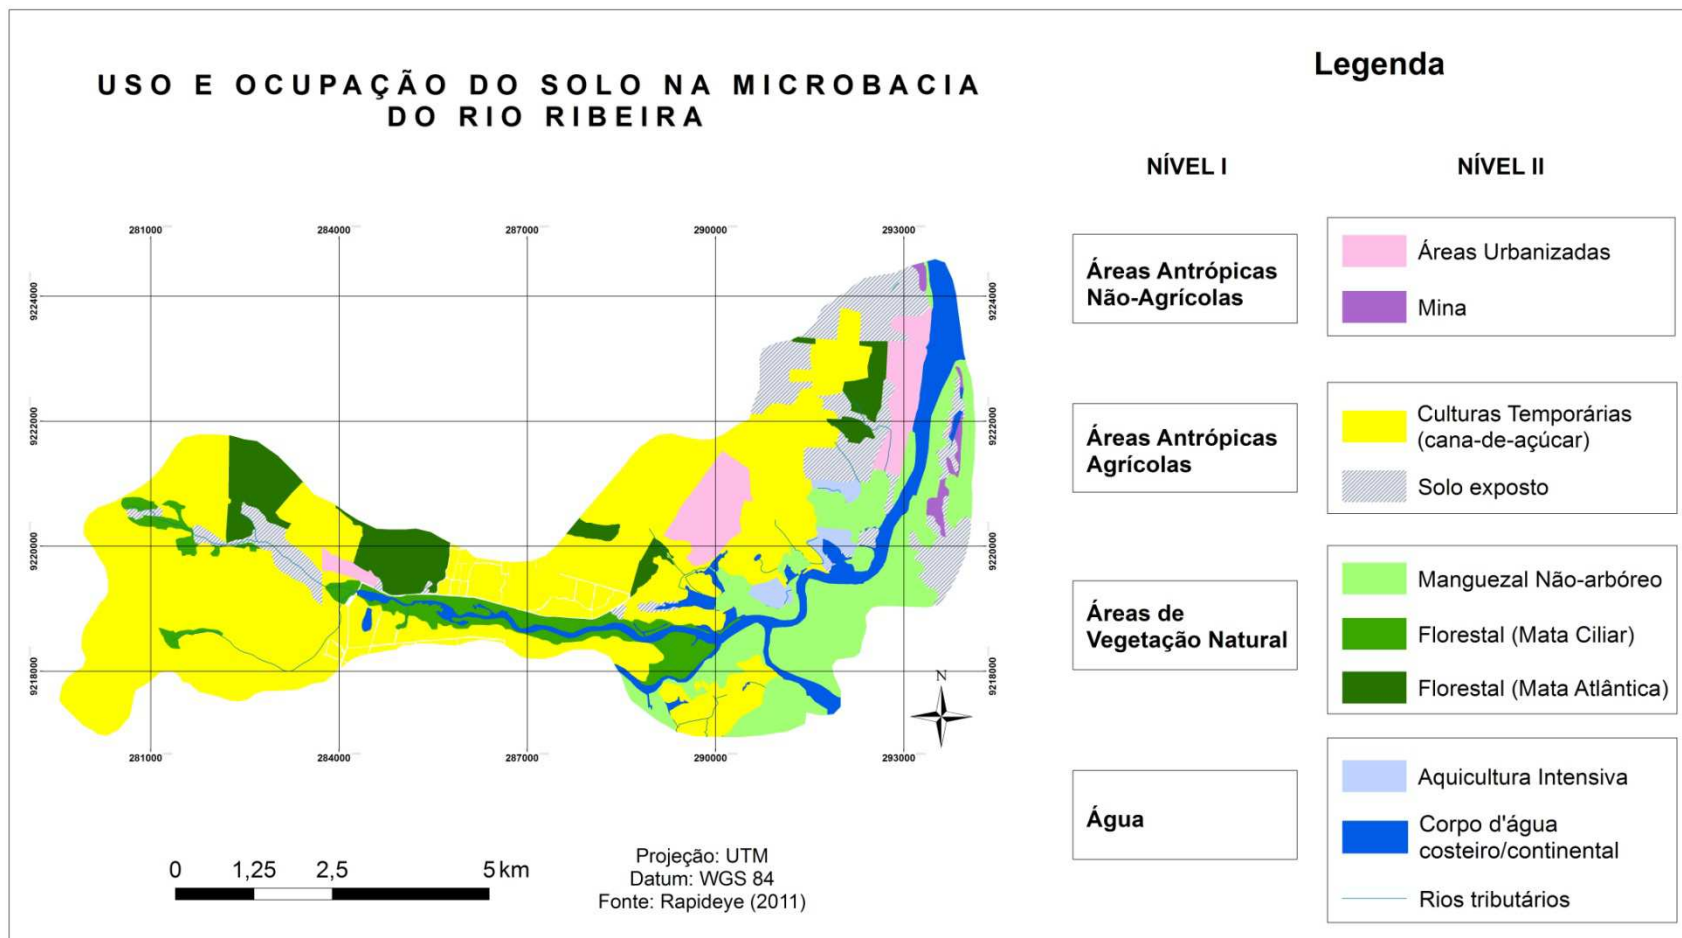 USO E OCUPAÇÃO DO SOLO NA MICROBACIA
DO RIO RIBEIRA
281000
284000
287000
290000
293000
9224000
9224000
9222000
9222000
9220000
9220000
9218000
9218000
281000
284000
287000
290000
293000
N
0
1,25
2,5
5 km
Projeção: UTM
Datum: WGS 84
Fonte: Rapideye (2011)
Legenda
NÍVEL I
NÍVEL II
Áreas Antrópicas
Não-Agrícolas
Áreas Urbanizadas
Mina
Áreas Antrópicas
Agrícolas
Culturas Temporárias
(cana-de-açúcar)
Solo exposto
Áreas de
Vegetação Natural
Manguezal Não-arbóreo
Florestal (Mata Ciliar)
Florestal (Mata Atlântica)
Água
Aquicultura Intensiva
Corpo d'água
costeiro/continental
Rios tributários